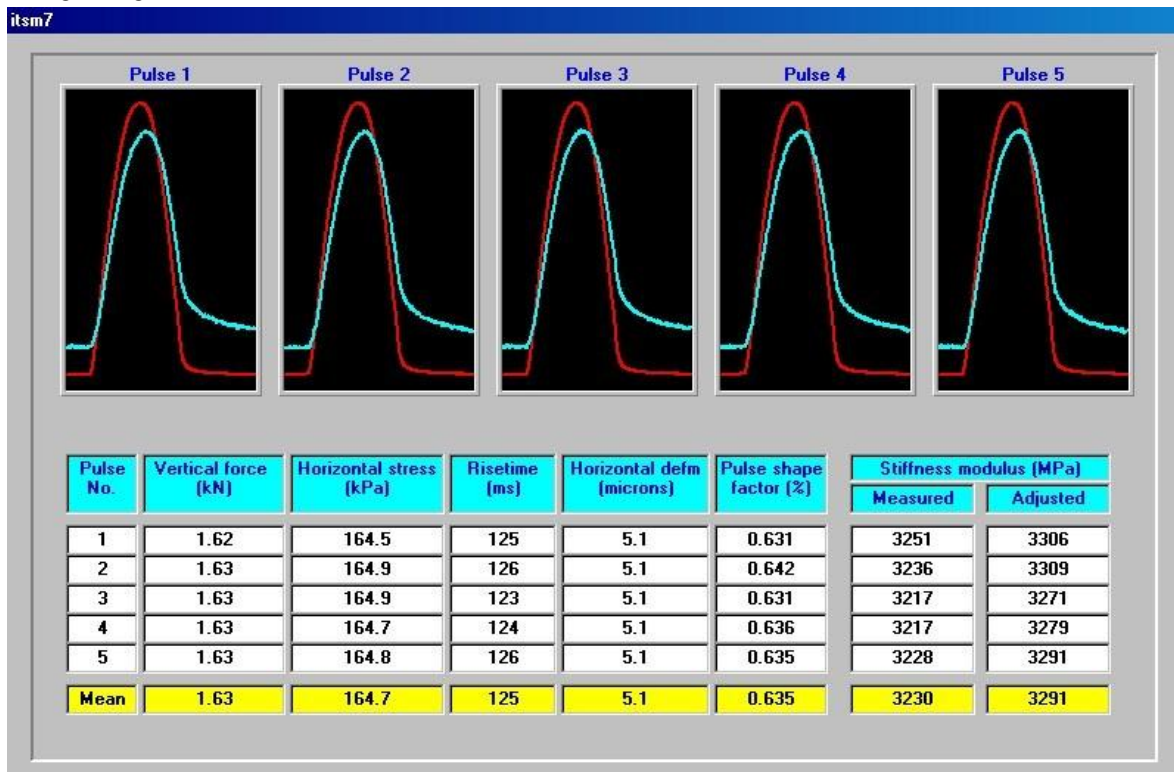 itsm7
Pulse 1 Pulse 2 Pulse 3 Pulse 4 Pulse 5
Pulse No. Vertical force (kN) Horizontal stress (kPa) Risetime (ms) Horizontal defm (microns) Pulse shape factor (%) Stiffness modulus (MPa)
Measured Adjusted
1 1.62 164.5 125 5.1 0.631 3251 3306
2 1.63 164.9 126 5.1 0.642 3236 3309
3 1.63 164.9 123 5.1 0.631 3217 3271
4 1.63 164.7 124 5.1 0.636 3217 3279
5 1.63 164.8 126 5.1 0.635 3228 3291
Mean 1.63 164.7 125 5.1 0.635 3230 3291